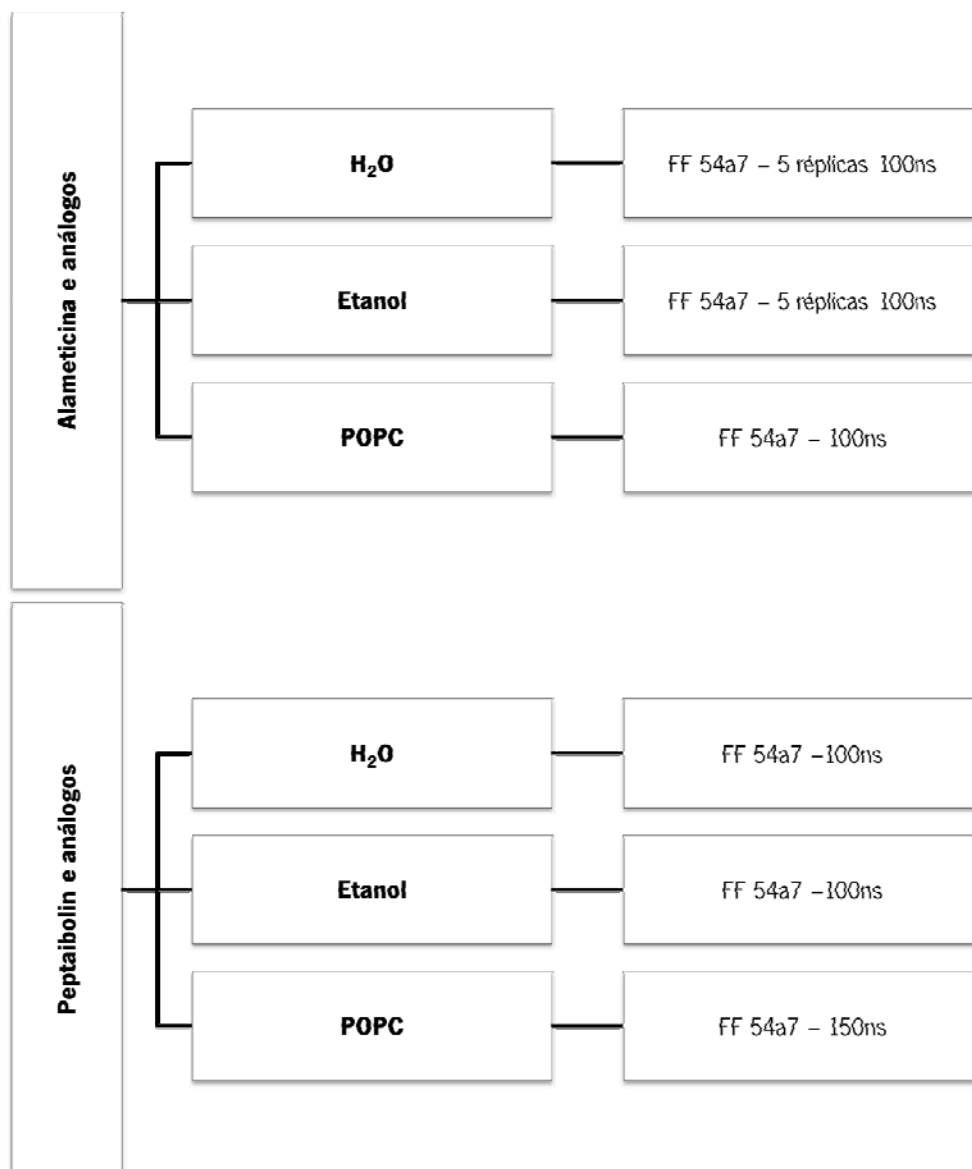 Alameticina e análogos
H₂O
FF 54a7 – 5 réplicas 100ns
Etanol
FF 54a7 – 5 réplicas 100ns
POPC
FF 54a7 – 100ns
Peptaibolin e análogos
H₂O
FF 54a7 –100ns
Etanol
FF 54a7 –100ns
POPC
FF 54a7 – 150ns